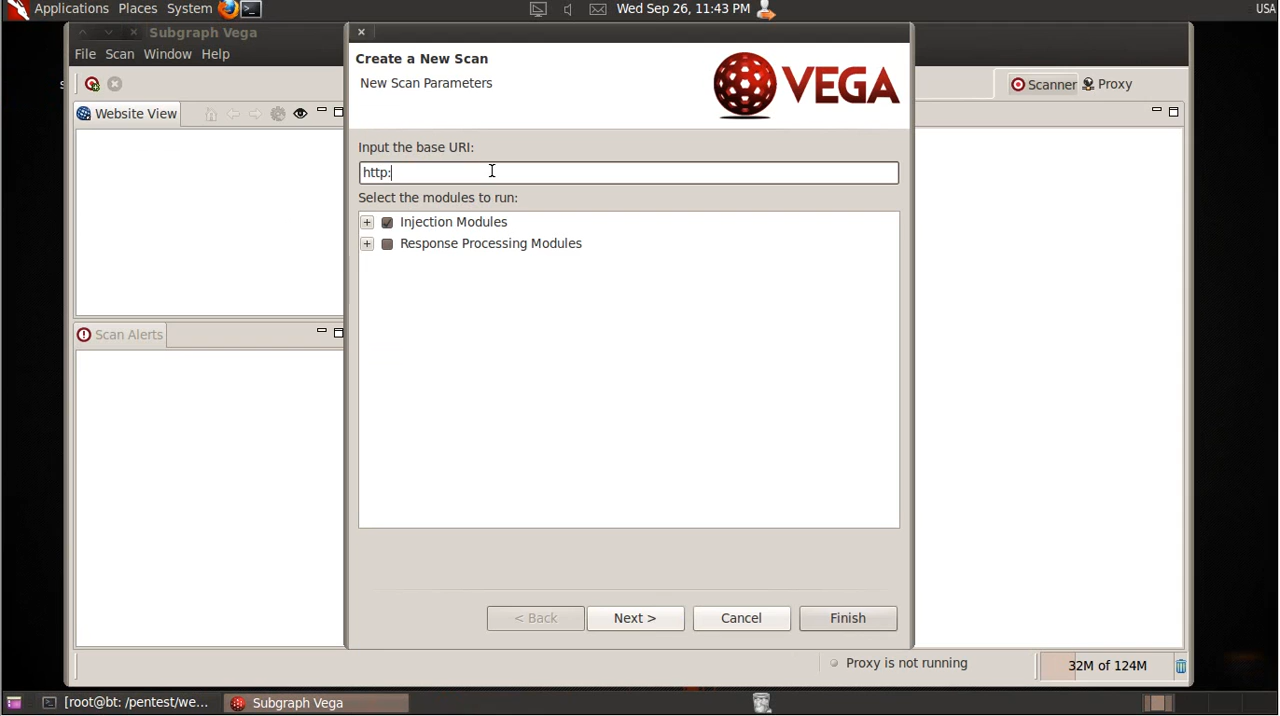 Applications Places System Wed Sep 26, 11:43 PM USA
Subgraph Vega
File Scan Window Help
Create a New Scan
New Scan Parameters
VEGA
Scanner Proxy
Website View
Input the base URI:
http:
Select the modules to run:
Injection Modules
Response Processing Modules
Scan Alerts
< Back Next > Cancel Finish
Proxy is not running 32M of 124M
[root@bt: /pentest/we... Subgraph Vega